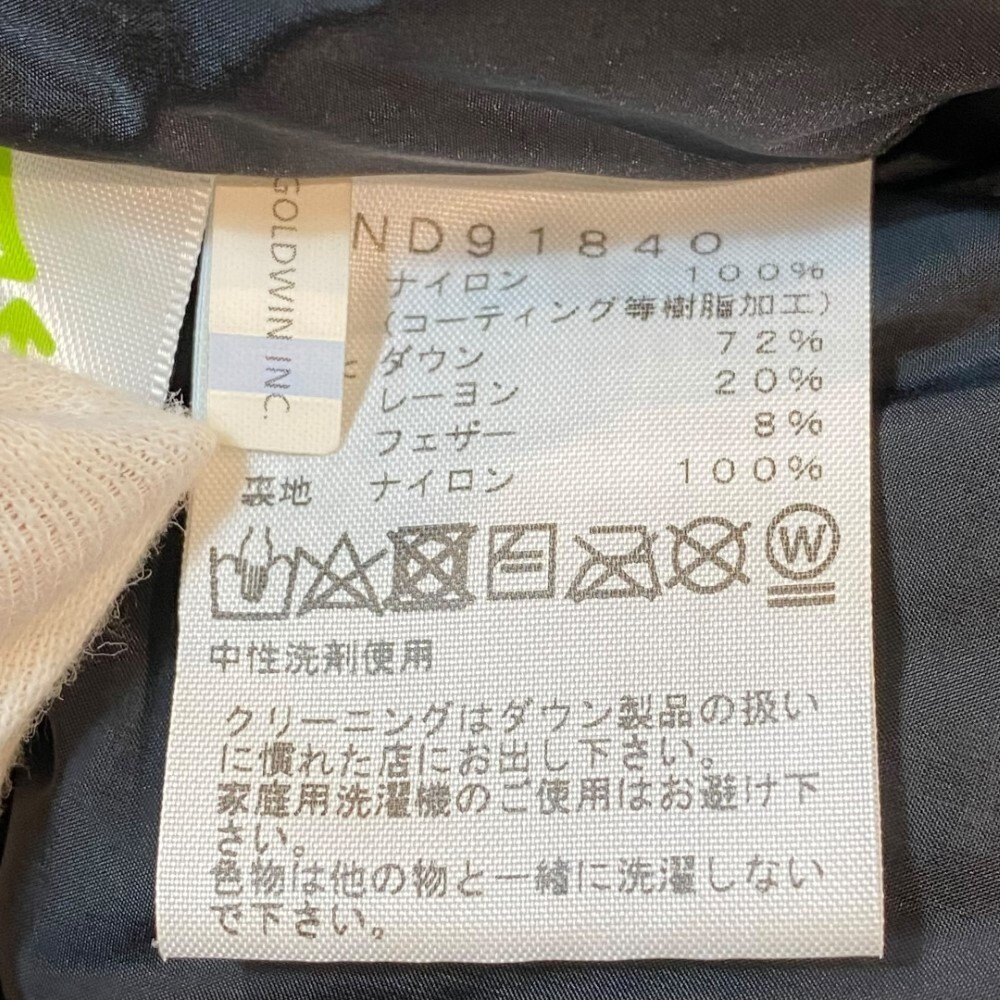 GOLDWIN INC.
ND91840
ナイロン 100%
(コーティング等樹脂加工)
ダウン 72%
レーヨン 20%
フェザー 8%
裏地 ナイロン 100%
W
中性洗剤使用
クリーニングはダウン製品の扱い
に慣れた店にお出し下さい。
家庭用洗濯機のご使用はお避け下
さい。
色物は他の物と一緒に洗濯しない
で下さい。